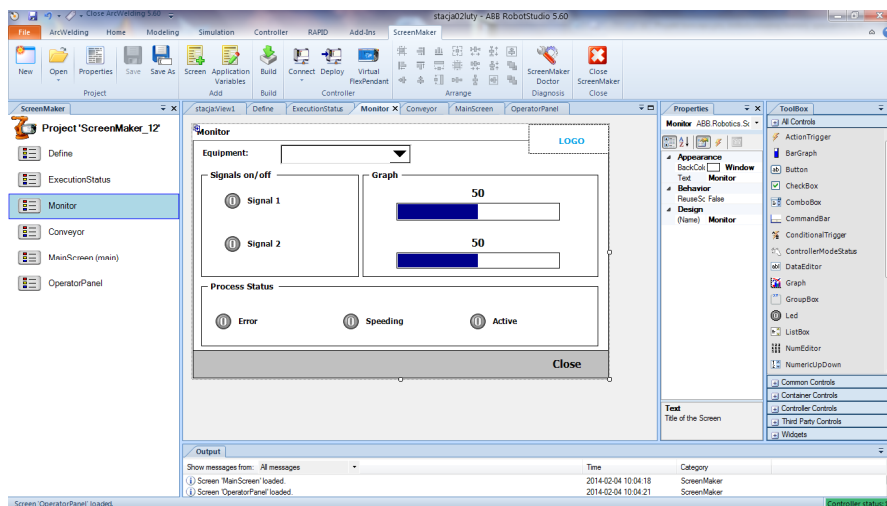 Close ArcWelding 5.60
stacja02luty - ABB RobotStudio 5.60
File ArcWelding Home Modeling Simulation Controller RAPID Add-Ins ScreenMaker
New Open Properties Save Save As Screen Application Variables Build Connect Deploy Virtual FlexPendant ScreenMaker Doctor Close ScreenMaker
Project Add Build Controller Arrange Diagnosis Close
ScreenMaker
Project 'ScreenMaker_12'
Define
ExecutionStatus
Monitor
Conveyor
MainScreen (main)
OperatorPanel
stacjaView1 Define ExecutionStatus Monitor Conveyor MainScreen OperatorPanel
Monitor
LOGO
Equipment:
Signals on/off
Signal 1
Signal 2
Graph
50
50
Process Status
Error Speeding Active
Close
Properties
Monitor ABB.Robotics.Sc
Appearance
BackCol Window
Text Monitor
Behavior
ReuseSc False
Design
(Name) Monitor
Text
Title of the Screen
ToolBox
All Controls
ActionTrigger
BarGraph
Button
CheckBox
ComboBox
CommandBar
ConditionalTrigger
ControllerModeStatus
DataEditor
Graph
GroupBox
Led
ListBox
NumEditor
NumericUpDown
Common Controls
Container Controls
Controller Controls
Third Party Controls
Widgets
Output
Show messages from: All messages Time Category
Screen 'MainScreen' loaded. 2014-02-04 10:04:18 ScreenMaker
Screen 'OperatorPanel' loaded. 2014-02-04 10:04:21 ScreenMaker
Screen 'OperatorPanel' loaded. Controller status: